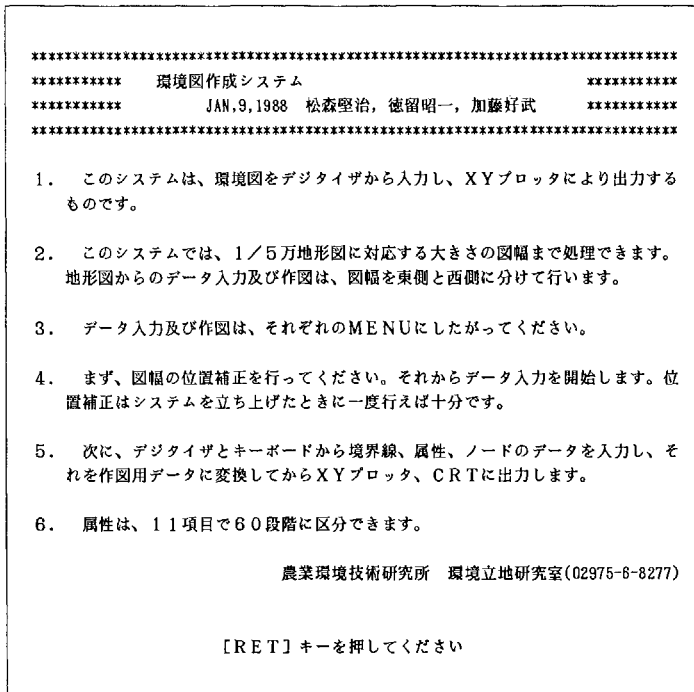 **********************************************************************
*********** 環境図作成システム ***********
*********** JAN,9,1988 松森堅治, 徳留昭一, 加藤好武 ***********
**********************************************************************
1. このシステムは、環境図をデジタイザから入力し、XYプロッタにより出力する
ものです。
2. このシステムでは、1/5万地形図に対応する大きさの図幅まで処理できます。
地形図からのデータ入力及び作図は、図幅を東側と西側に分けて行います。
3. データ入力及び作図は、それぞれのMENUにしたがってください。
4. まず、図幅の位置補正を行ってください。それからデータ入力を開始します。位
置補正はシステムを立ち上げたときに一度行えば十分です。
5. 次に、デジタイザとキーボードから境界線、属性、ノードのデータを入力し、そ
れを作図用データに変換してからXYプロッタ、CRTに出力します。
6. 属性は、11項目で60段階に区分できます。
農業環境技術研究所 環境立地研究室(02975-6-8277)
[RET]キーを押してください